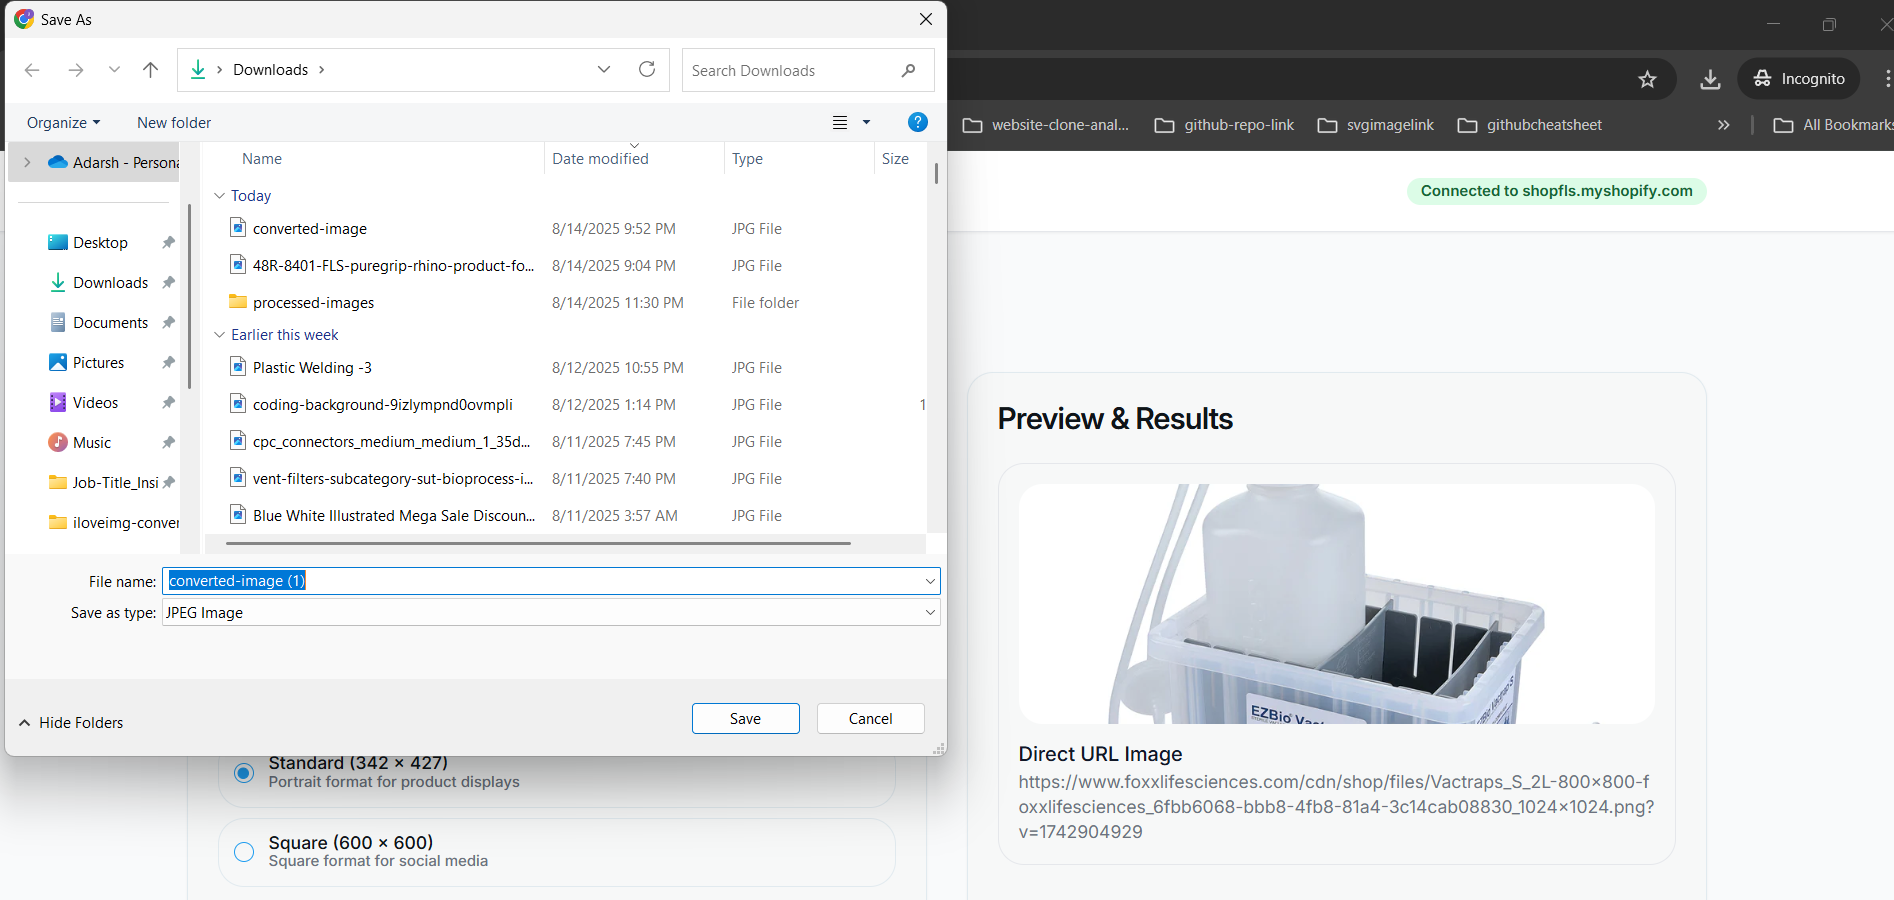 Save As
Downloads
Search Downloads
Organize
New folder
?
Adarsh - Persona
Desktop
Downloads
Documents
Pictures
Videos
Music
Job-Title_Insi
iloveimg-conver
Name Date modified Type Size
Today
converted-image 8/14/2025 9:52 PM JPG File
48R-8401-FLS-puregrip-rhino-product-fo... 8/14/2025 9:04 PM JPG File
processed-images 8/14/2025 11:30 PM File folder
Earlier this week
Plastic Welding -3 8/12/2025 10:55 PM JPG File
coding-background-9izlympnd0ovmpli 8/12/2025 1:14 PM JPG File 1
cpc_connectors_medium_medium_1_35d... 8/11/2025 7:45 PM JPG File
vent-filters-subcategory-sut-bioprocess-i... 8/11/2025 7:40 PM JPG File
Blue White Illustrated Mega Sale Discoun... 8/11/2025 3:57 AM JPG File
File name: converted-image (1)
Save as type: JPEG Image
Hide Folders
Save
Cancel
Incognito
website-clone-anal...
github-repo-link
svgimagelink
githubcheatsheet
»
All Bookmarks
Connected to shopfls.myshopify.com
Standard (342 × 427)
Portrait format for product displays
Square (600 × 600)
Square format for social media
Preview & Results
EZBio
Direct URL Image
https://www.foxxlifesciences.com/cdn/shop/files/Vactraps_S_2L-800x800-f
oxxlifesciences_6fbb6068-bbb8-4fb8-81a4-3c14cab08830_1024x1024.png?
v=1742904929